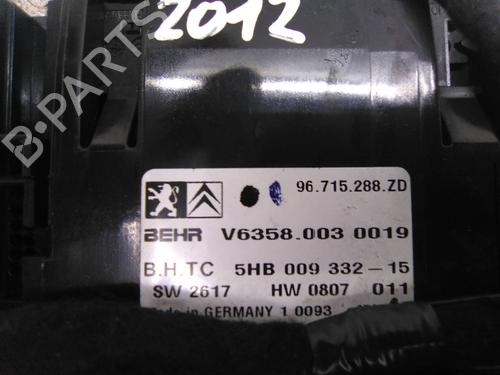 2012
B-PARTS
96.715.288.ZD
BEHR V6358.003 0019
B.H.TC 5HB 009 332-15
SW 2617 HW 0807 011
in GERMANY 1 0093